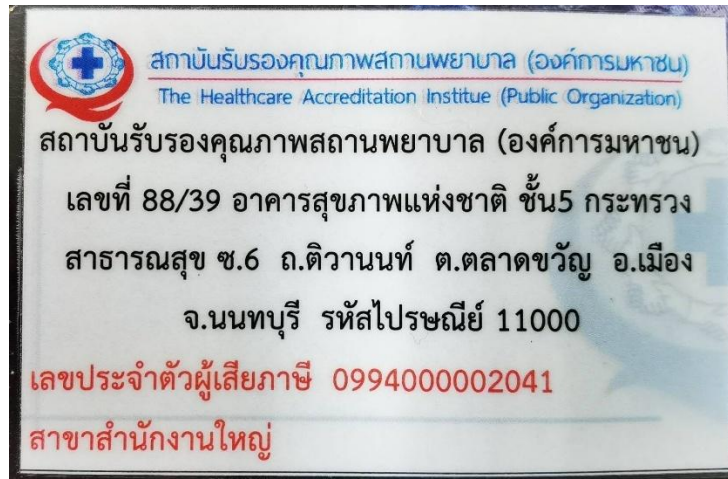 สถาบันรับรองคุณภาพสถานพยาบาล (องค์การมหาชน)
The Healthcare Accreditation Institue (Public Organization)
สถาบันรับรองคุณภาพสถานพยาบาล (องค์การมหาชน)
เลขที่ 88/39 อาคารสุขภาพแห่งชาติ ชั้น5 กระทรวง
สาธารณสุข ซ.6 ถ.ติวานนท์ ต.ตลาดขวัญ อ.เมือง
จ.นนทบุรี รหัสไปรษณีย์ 11000
เลขประจำตัวผู้เสียภาษี 0994000002041
สาขาสำนักงานใหญ่